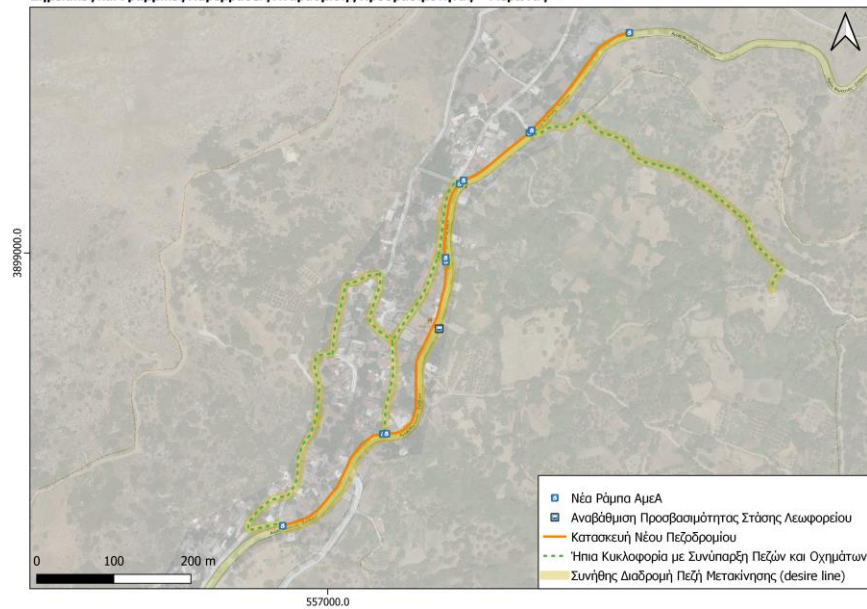 3899000.0
Νέα Ράμπα ΑμεΑ
Αναβάθμιση Προσβασιμότητας Στάσης Λεωφορείου
Κατασκευή Νέου Πεζοδρομίου
Ήπια Κυκλοφορία με Συνύπαρξη Πεζών και Οχημάτων
Συνήθης Διαδρομή Πεζή Μετακίνησης (desire line)
0 100 200 m
557000.0